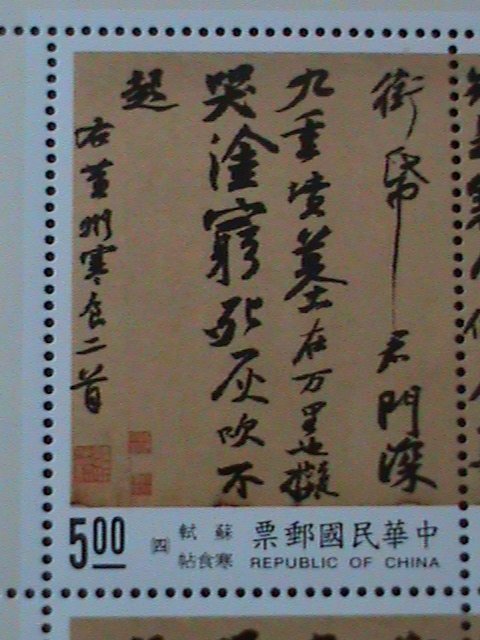 銜帋君門深
九重墳墓在万里也擬
哭塗窮死灰吹不
起
右黃州寒食二首
中華民國郵票
REPUBLIC OF CHINA
蘇軾
寒食帖
四
5.00